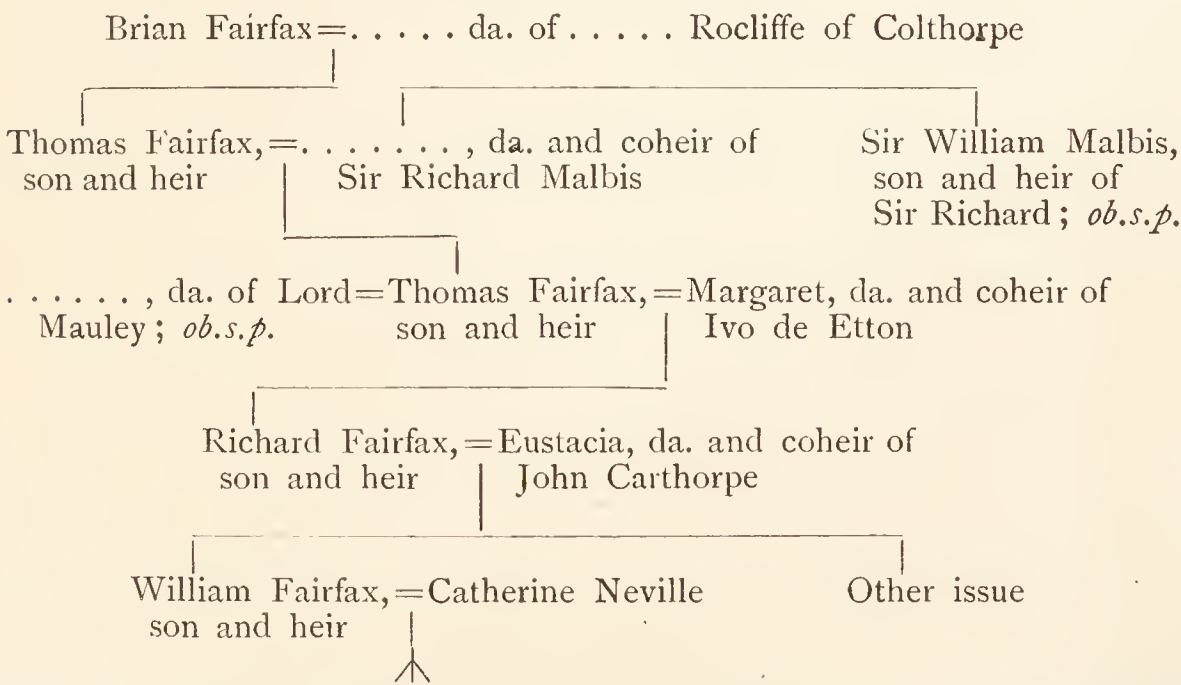 Brian Fairfax=. . . . . da. of . . . . . Rocliffe of Colthorpe
Thomas Fairfax,=. . . . . . . , da. and coheir of
son and heir
Sir Richard Malbis
Sir William Malbis,
son and heir of
Sir Richard ; ob.s.p.
. . . . . . , da. of Lord=Thomas Fairfax,=Margaret, da. and coheir of
Mauley ; ob.s.p.
son and heir
Ivo de Etton
Richard Fairfax,=Eustacia, da. and coheir of
son and heir
John Carthorpe
William Fairfax,=Catherine Neville
son and heir
Other issue